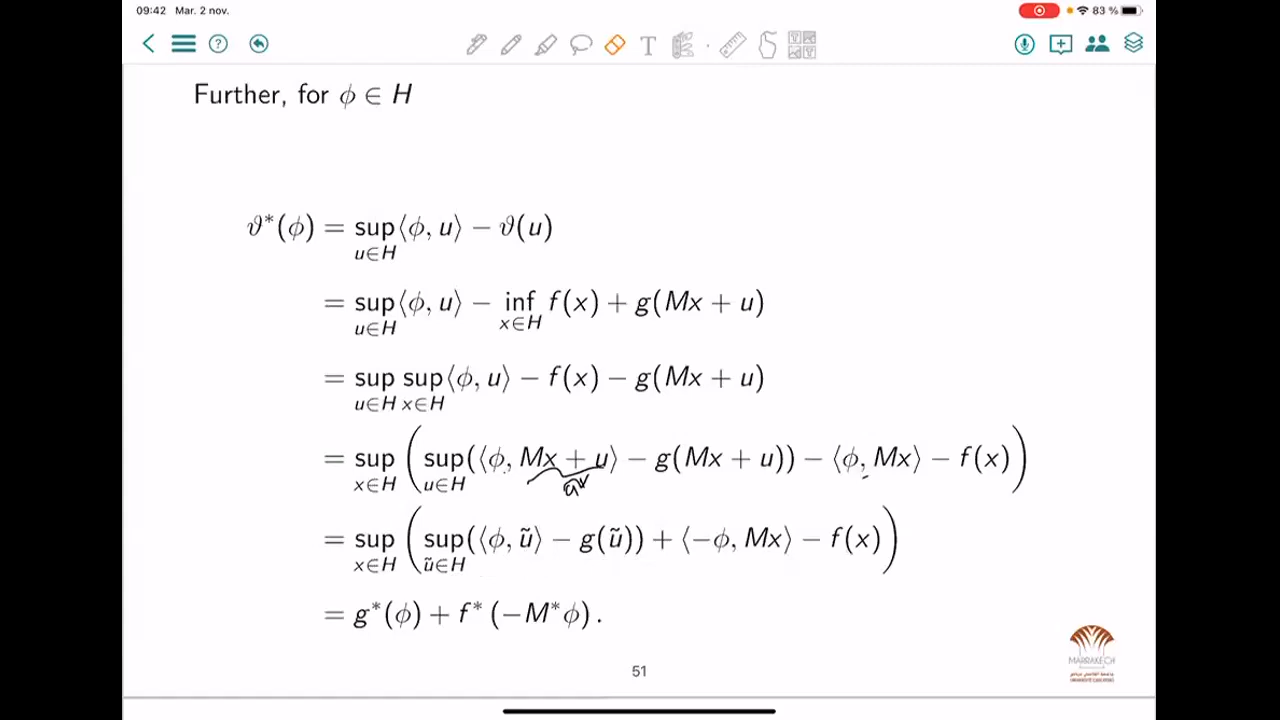 09:42 Mar. 2 nov. 83 %
Further, for ϕ ∈ H
ϑ*(ϕ) = sup_{u∈H} ⟨ϕ, u⟩ − ϑ(u)
= sup_{u∈H} ⟨ϕ, u⟩ − inf_{x∈H} f(x) + g(Mx + u)
= sup_{u∈H} sup_{x∈H} ⟨ϕ, u⟩ − f(x) − g(Mx + u)
= sup_{x∈H} ( sup_{u∈H} (⟨ϕ, Mx + u⟩ − g(Mx + u)) − ⟨ϕ, Mx⟩ − f(x) )
= sup_{x∈H} ( sup_{ũ∈H} (⟨ϕ, ũ⟩ − g(ũ)) + ⟨−ϕ, Mx⟩ − f(x) )
= g*(ϕ) + f*(−M*ϕ).
MARRAKECH
51